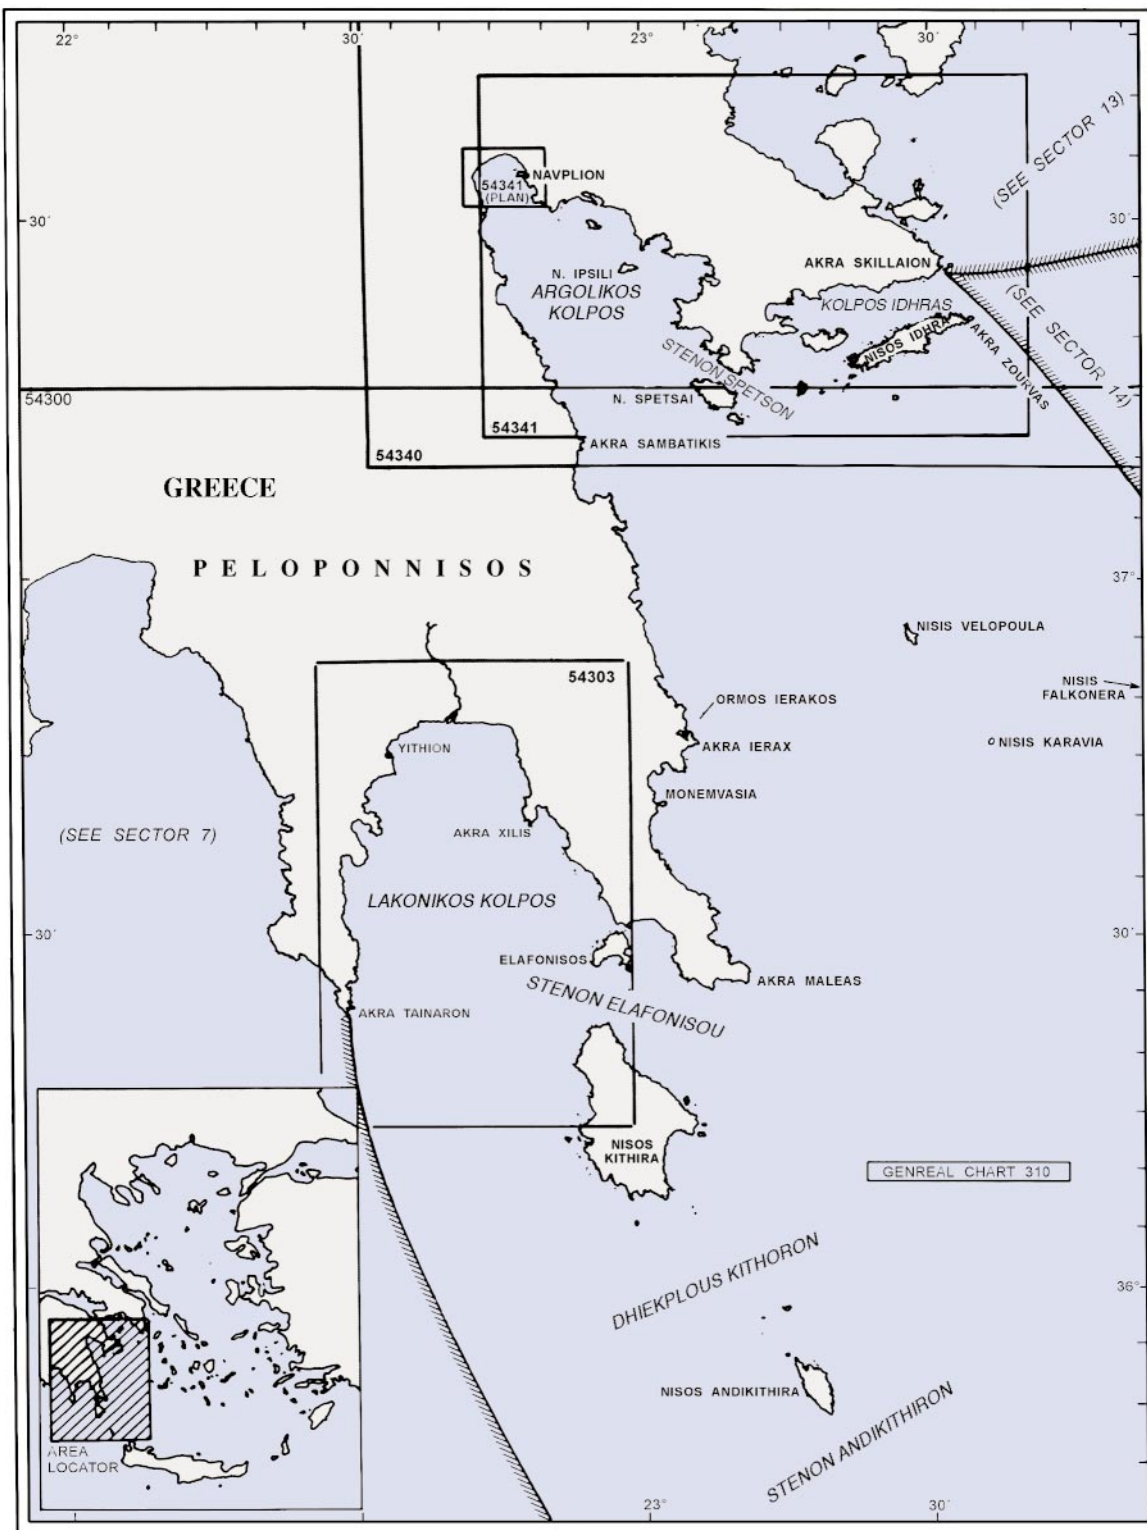 22°
30′
23°
30′
(SEE SECTOR 13)
NAVPLION
54341
(PLAN)
30′
30′
AKRA SKILLAION
(SEE SECTOR 14)
N. IPSILI
ARGOLIKOS
KOLPOS
KOLPOS IDHRAS
NISOS IDHRA
AKRA ZOURVAS
STENON SPETSON
54300
N. SPETSAI
54341
AKRA SAMBATIKIS
54340
GREECE
PELOPONNISOS
37°
NISIS VELOPOULA
54303
NISIS
FALKONERA
ORMOS IERAKOS
YITHION
AKRA IERAX
NISIS KARAVIA
MONEMVASIA
(SEE SECTOR 7)
AKRA XILIS
LAKONIKOS KOLPOS
30′
30′
ELAFONISOS
AKRA MALEAS
STENON ELAFONISOU
AKRA TAINARON
NISOS
KITHIRA
GENREAL CHART 310
DHIEKPLOUS KITHORON
36°
NISOS ANDIKITHIRA
STENON ANDIKITHIRON
AREA
LOCATOR
23°
30′